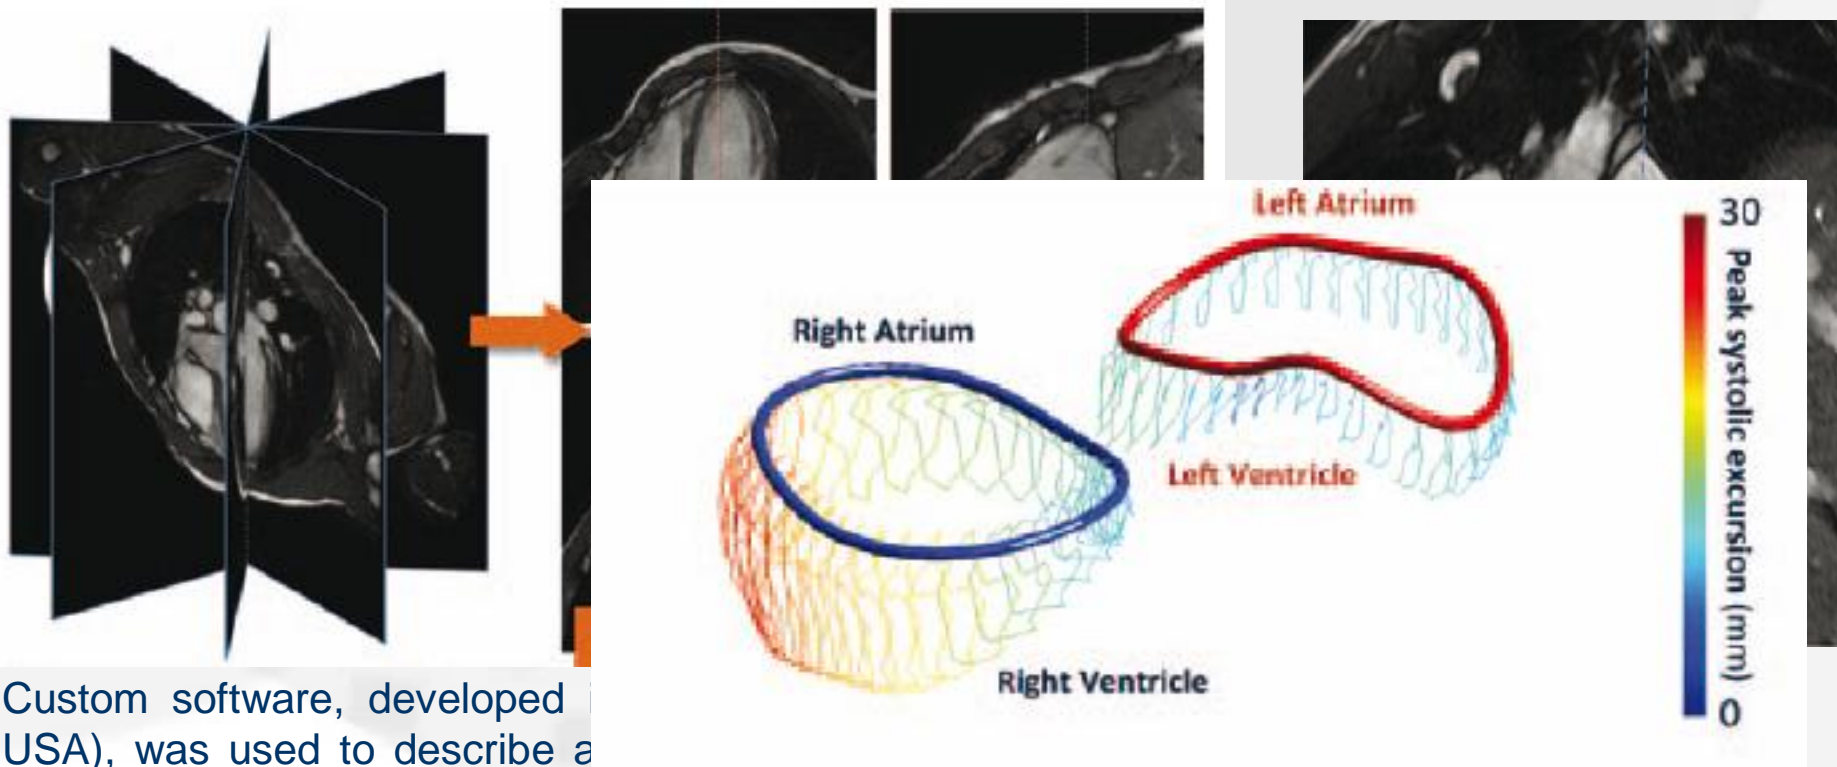 Left Atrium
30
Right Atrium
Peak systolic excursion (mm)
Left Ventricle
Right Ventricle
0
Custom software, developed
USA), was used to describe